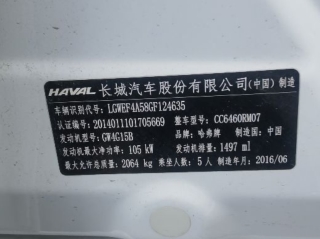 HAVAL 长城汽车股份有限公司(中国)制造
车辆识别代号: LGWEF4A58GF124635
认证编号: 2014011101705669 整车型号: CC6460RM07
发动机型号: GW4G15B 品牌: 哈弗牌 制造国: 中国
发动机最大净功率: 105 kW 发动机排量: 1497 ml
最大允许总质量: 2064 kg 乘坐人数: 5 人 制造年月: 2016/06